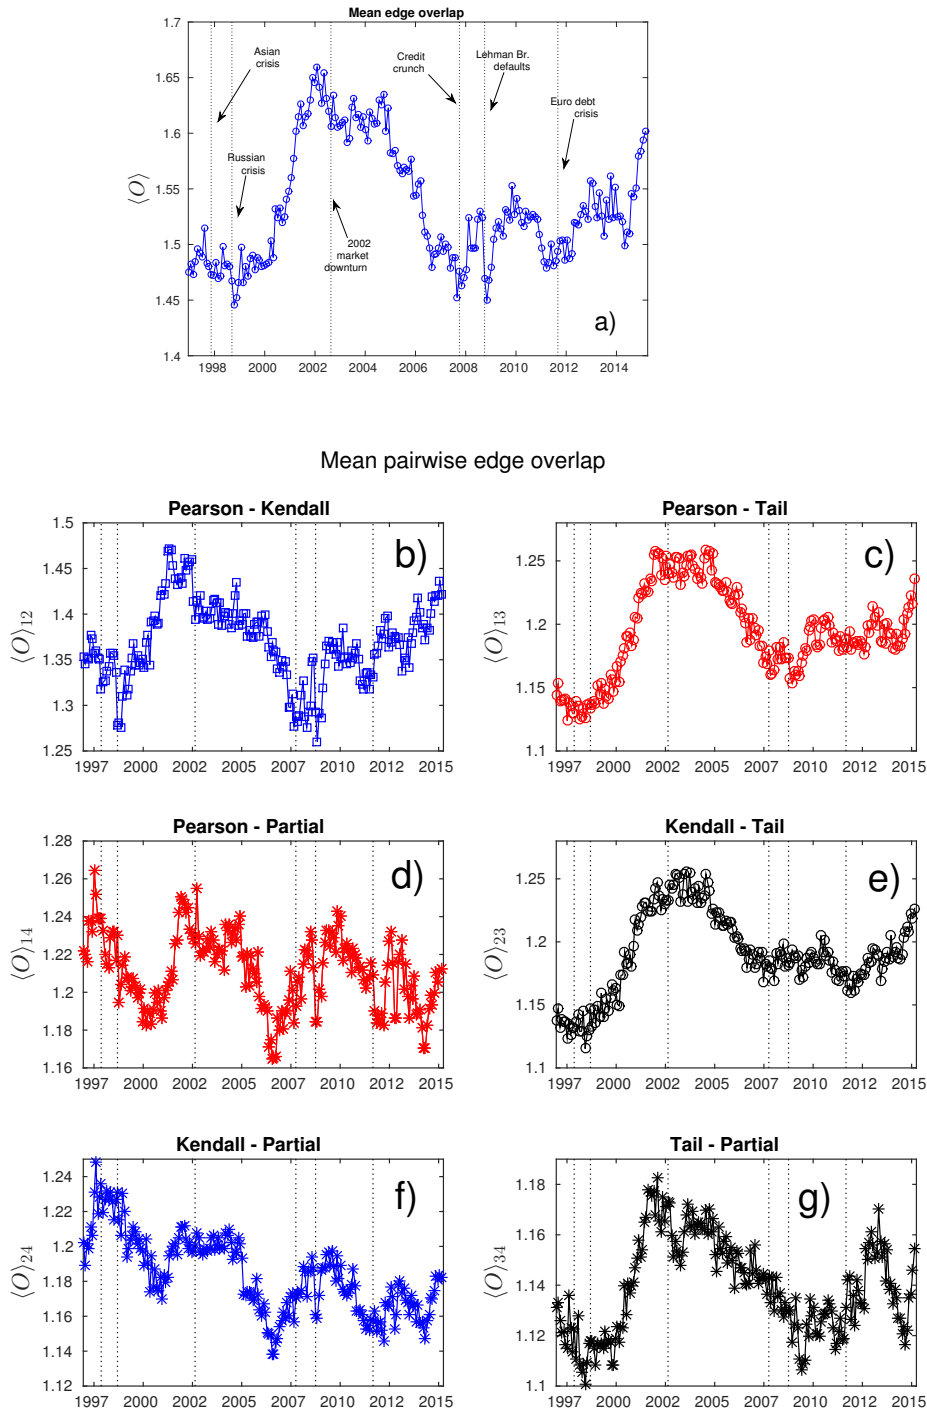 Mean edge overlap
1.7
1.65
1.6
1.55
1.5
1.45
1.4
⟨O⟩
Asian
crisis
Russian
crisis
2002
market
downturn
Credit
crunch
Lehman Br.
defaults
Euro debt
crisis
a)
1998 2000 2002 2004 2006 2008 2010 2012 2014
Mean pairwise edge overlap
Pearson - Kendall
1.5
1.45
1.4
1.35
1.3
1.25
⟨O⟩12
b)
1997 2000 2002 2005 2007 2010 2012 2015
Pearson - Tail
1.25
1.2
1.15
1.1
⟨O⟩13
c)
1997 2000 2002 2005 2007 2010 2012 2015
Pearson - Partial
1.28
1.26
1.24
1.22
1.2
1.18
1.16
⟨O⟩14
d)
1997 2000 2002 2005 2007 2010 2012 2015
Kendall - Tail
1.25
1.2
1.15
1.1
⟨O⟩23
e)
1997 2000 2002 2005 2007 2010 2012 2015
Kendall - Partial
1.24
1.22
1.2
1.18
1.16
1.14
1.12
⟨O⟩24
f)
1997 2000 2002 2005 2007 2010 2012 2015
Tail - Partial
1.18
1.16
1.14
1.12
1.1
⟨O⟩34
g)
1997 2000 2002 2005 2007 2010 2012 2015